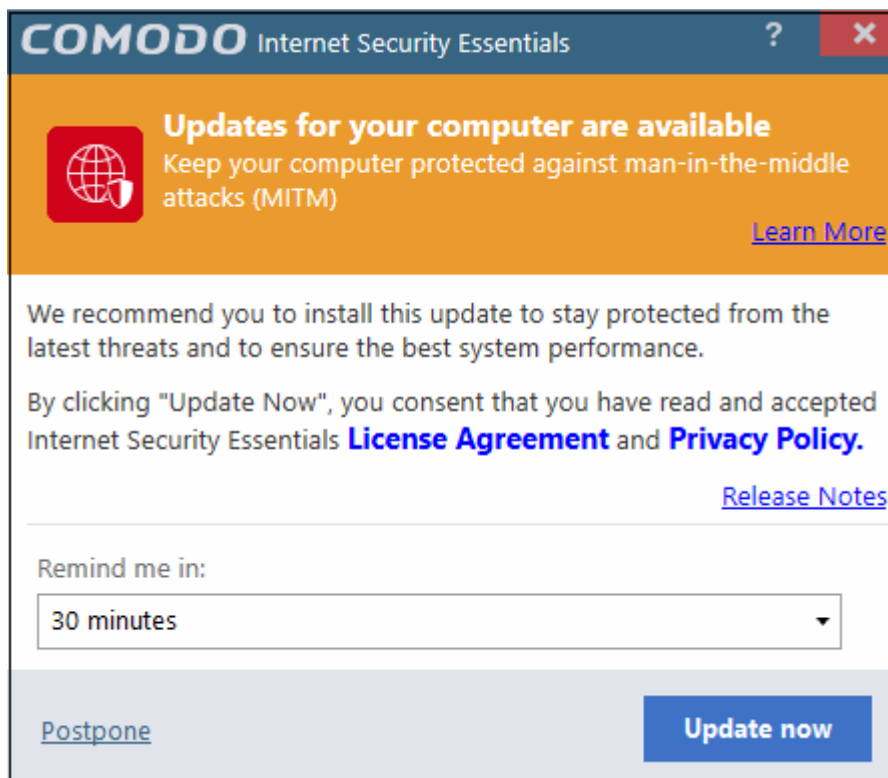 COMODO Internet Security Essentials ?
Updates for your computer are available
Keep your computer protected against man-in-the-middle
attacks (MITM)
Learn More
We recommend you to install this update to stay protected from the
latest threats and to ensure the best system performance.
By clicking "Update Now", you consent that you have read and accepted
Internet Security Essentials License Agreement and Privacy Policy.
Release Notes
Remind me in:
30 minutes
Postpone
Update now